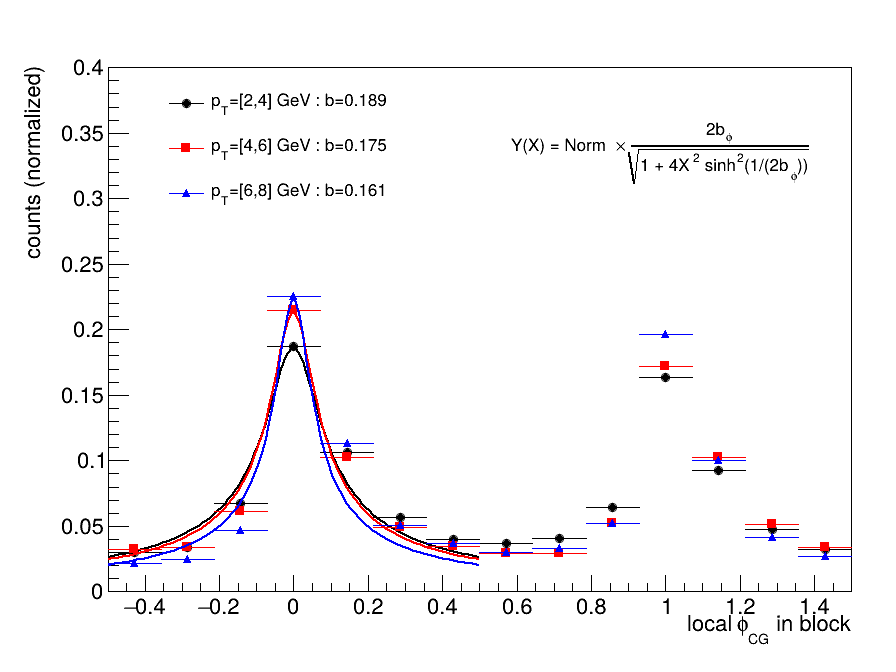 counts (normalized)
0.4
0.35
0.3
0.25
0.2
0.15
0.1
0.05
0
p_T=[2,4] GeV : b=0.189
p_T=[4,6] GeV : b=0.175
p_T=[6,8] GeV : b=0.161
Y(X) = Norm × 2b_ϕ / √(1 + 4X² sinh²(1/(2b_ϕ)))
−0.4 −0.2 0 0.2 0.4 0.6 0.8 1 1.2 1.4
local ϕ_CG in block